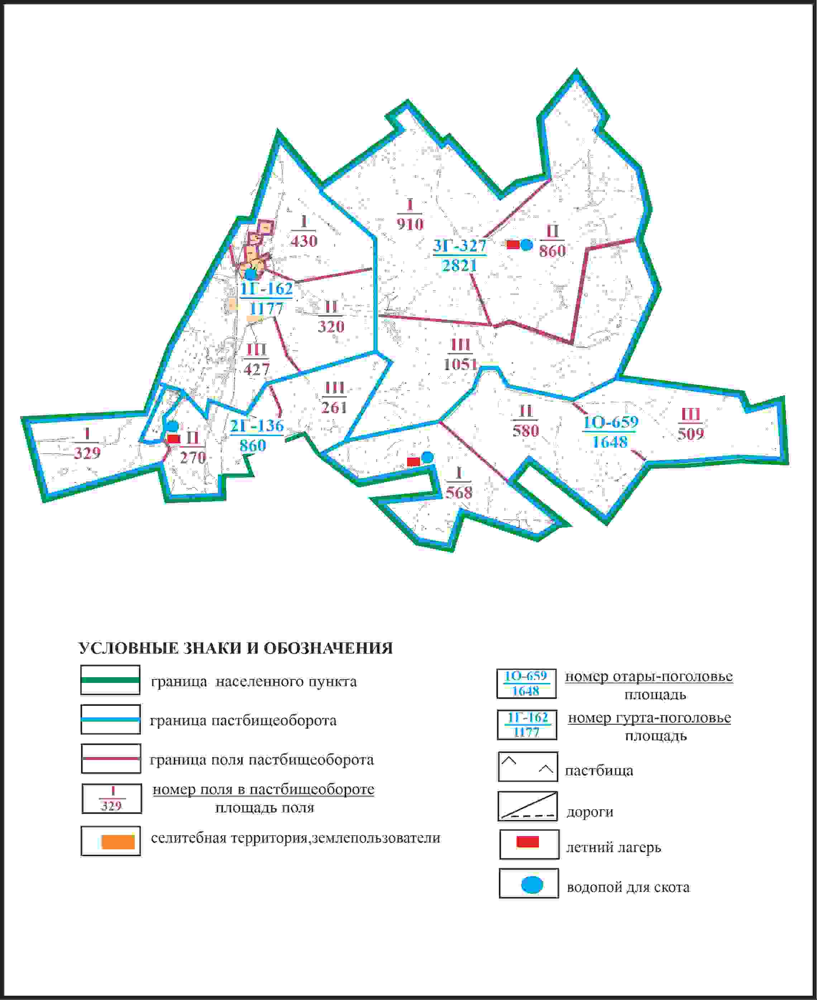 I
910
I
430
II
860
3Г-327
2821
1Г-162
1177
II
320
III
427
III
1051
III
261
II
580
1О-659
1648
III
509
2Г-136
860
I
329
II
270
I
568
УСЛОВНЫЕ ЗНАКИ И ОБОЗНАЧЕНИЯ
граница населенного пункта
граница пастбищеоборота
граница поля пастбищеоборота
I
329
номер поля в пастбищеобороте
площадь поля
селитебная территория,землепользователи
1О-659
1648
номер отары-поголовье
площадь
1Г-162
1177
номер гурта-поголовье
площадь
пастбища
дороги
летний лагерь
водопой для скота